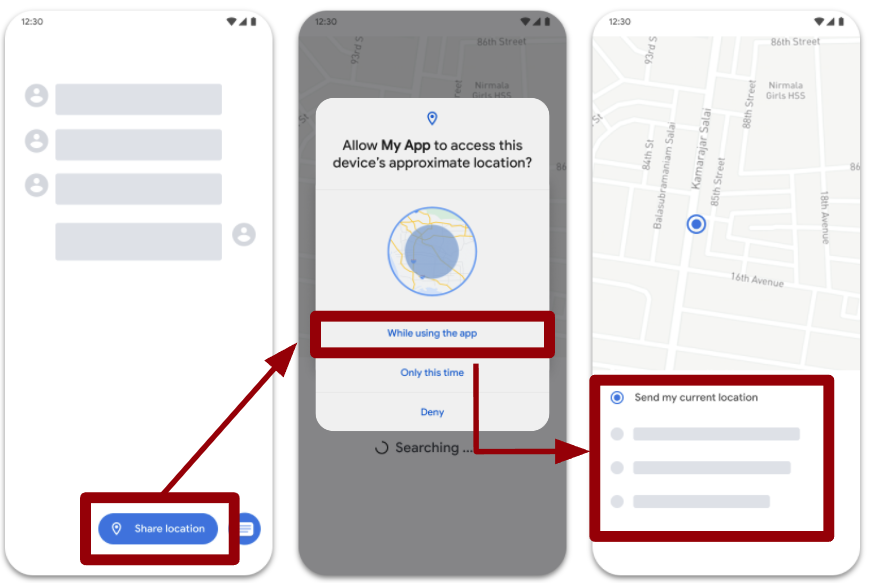 12:30
Share location
12:30
93rd S
86th Street
Nirmala
Girls HSS
Street
St
86
Allow My App to access this
device's approximate location?
While using the app
Only this time
Deny
Searching ...
12:30
93rd S
86th Street
Nirmala
Girls HSS
88th Street
St
84th St
Balasubramaniam Salai
Kamarajar Salai
85th Street
86
18th Avenue
16th Avenue
Send my current location